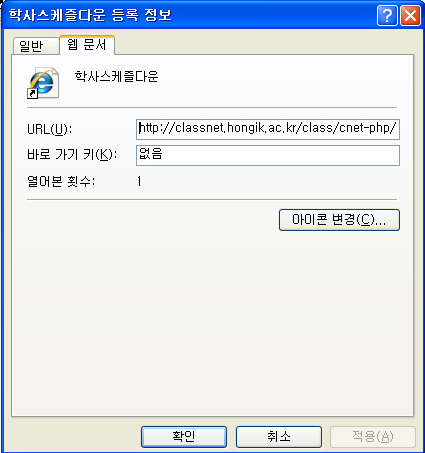 학사스케즐다운 등록 정보
일반 웹 문서
학사스케즐다운
URL(U): http://classnet.hongik.ac.kr/class/cnet-php/
바로 가기 키(K): 없음
열어본 횟수: 1
아이콘 변경(C)...
확인 취소 적용(A)